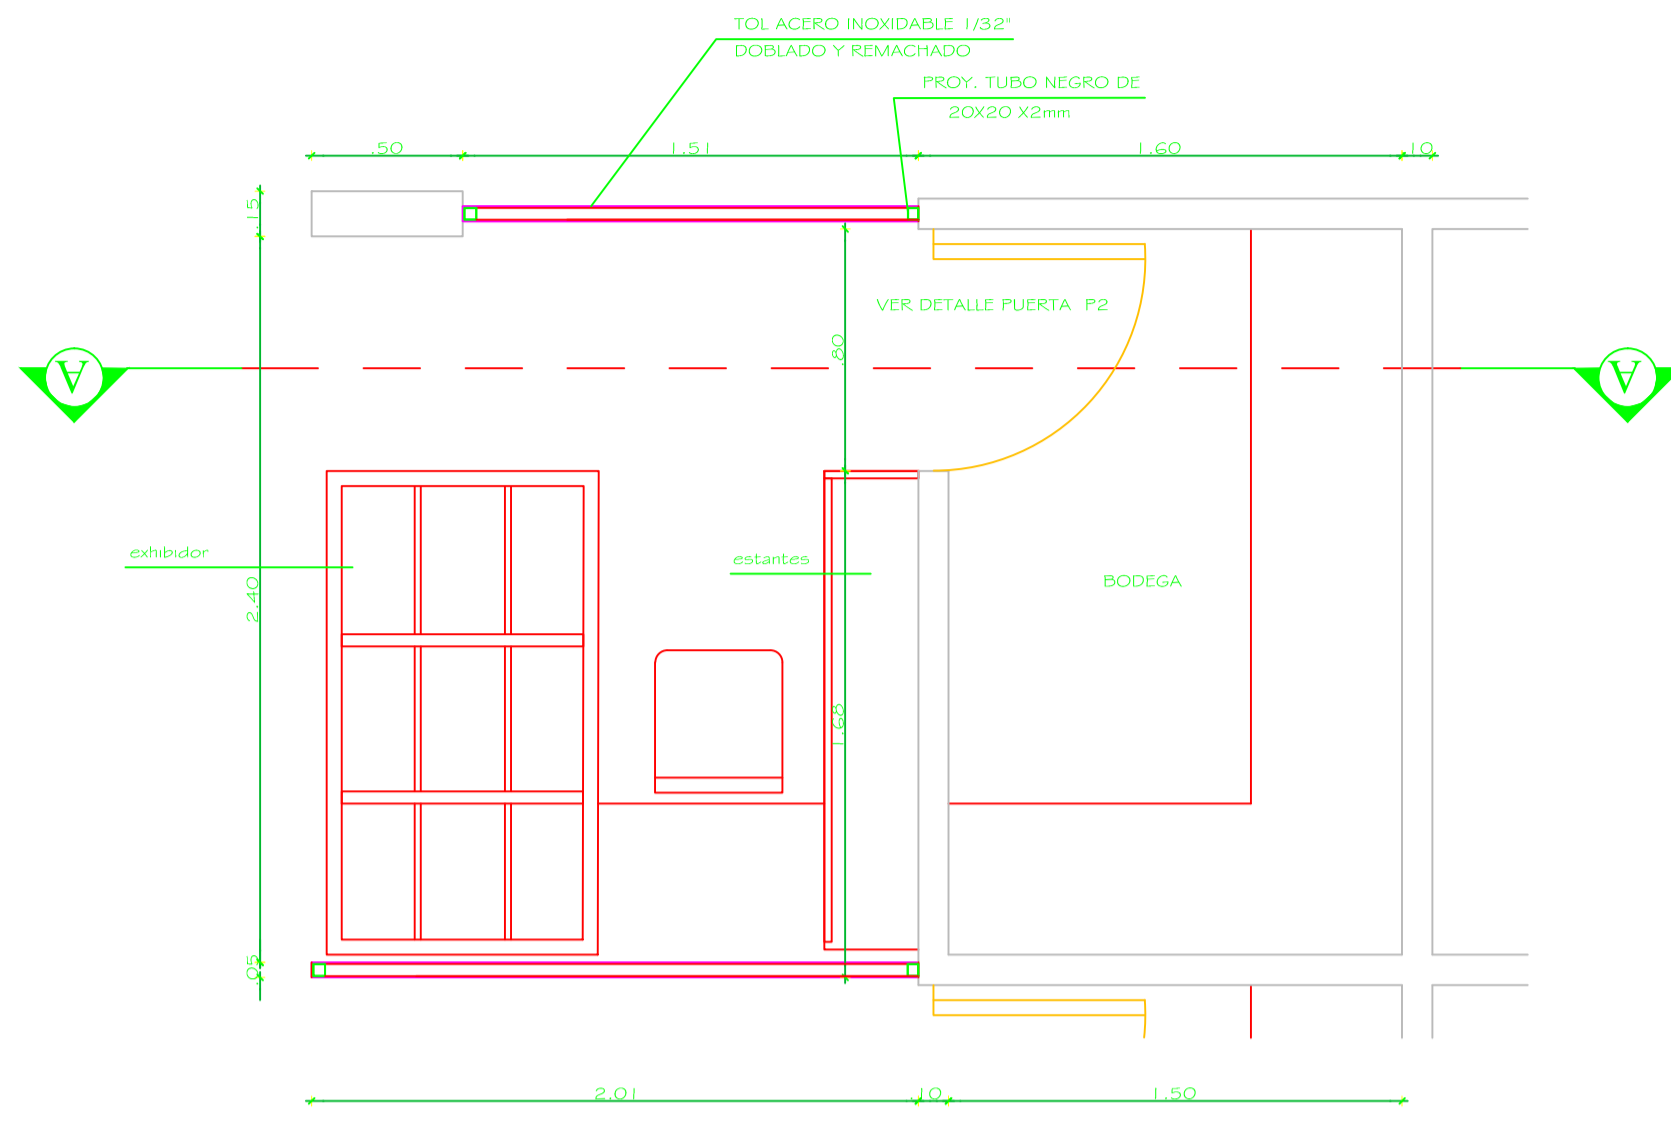 TOL ACERO INOXIDABLE 1/32"
DOBLADO Y REMACHADO
PROY. TUBO NEGRO DE
20X20 X2mm
.50
1.51
1.60
.10
.15
VER DETALLE PUERTA P2
.80
A
A
exhibidor
estantes
BODEGA
2.40
1.68
.05
2.01
.10
1.50